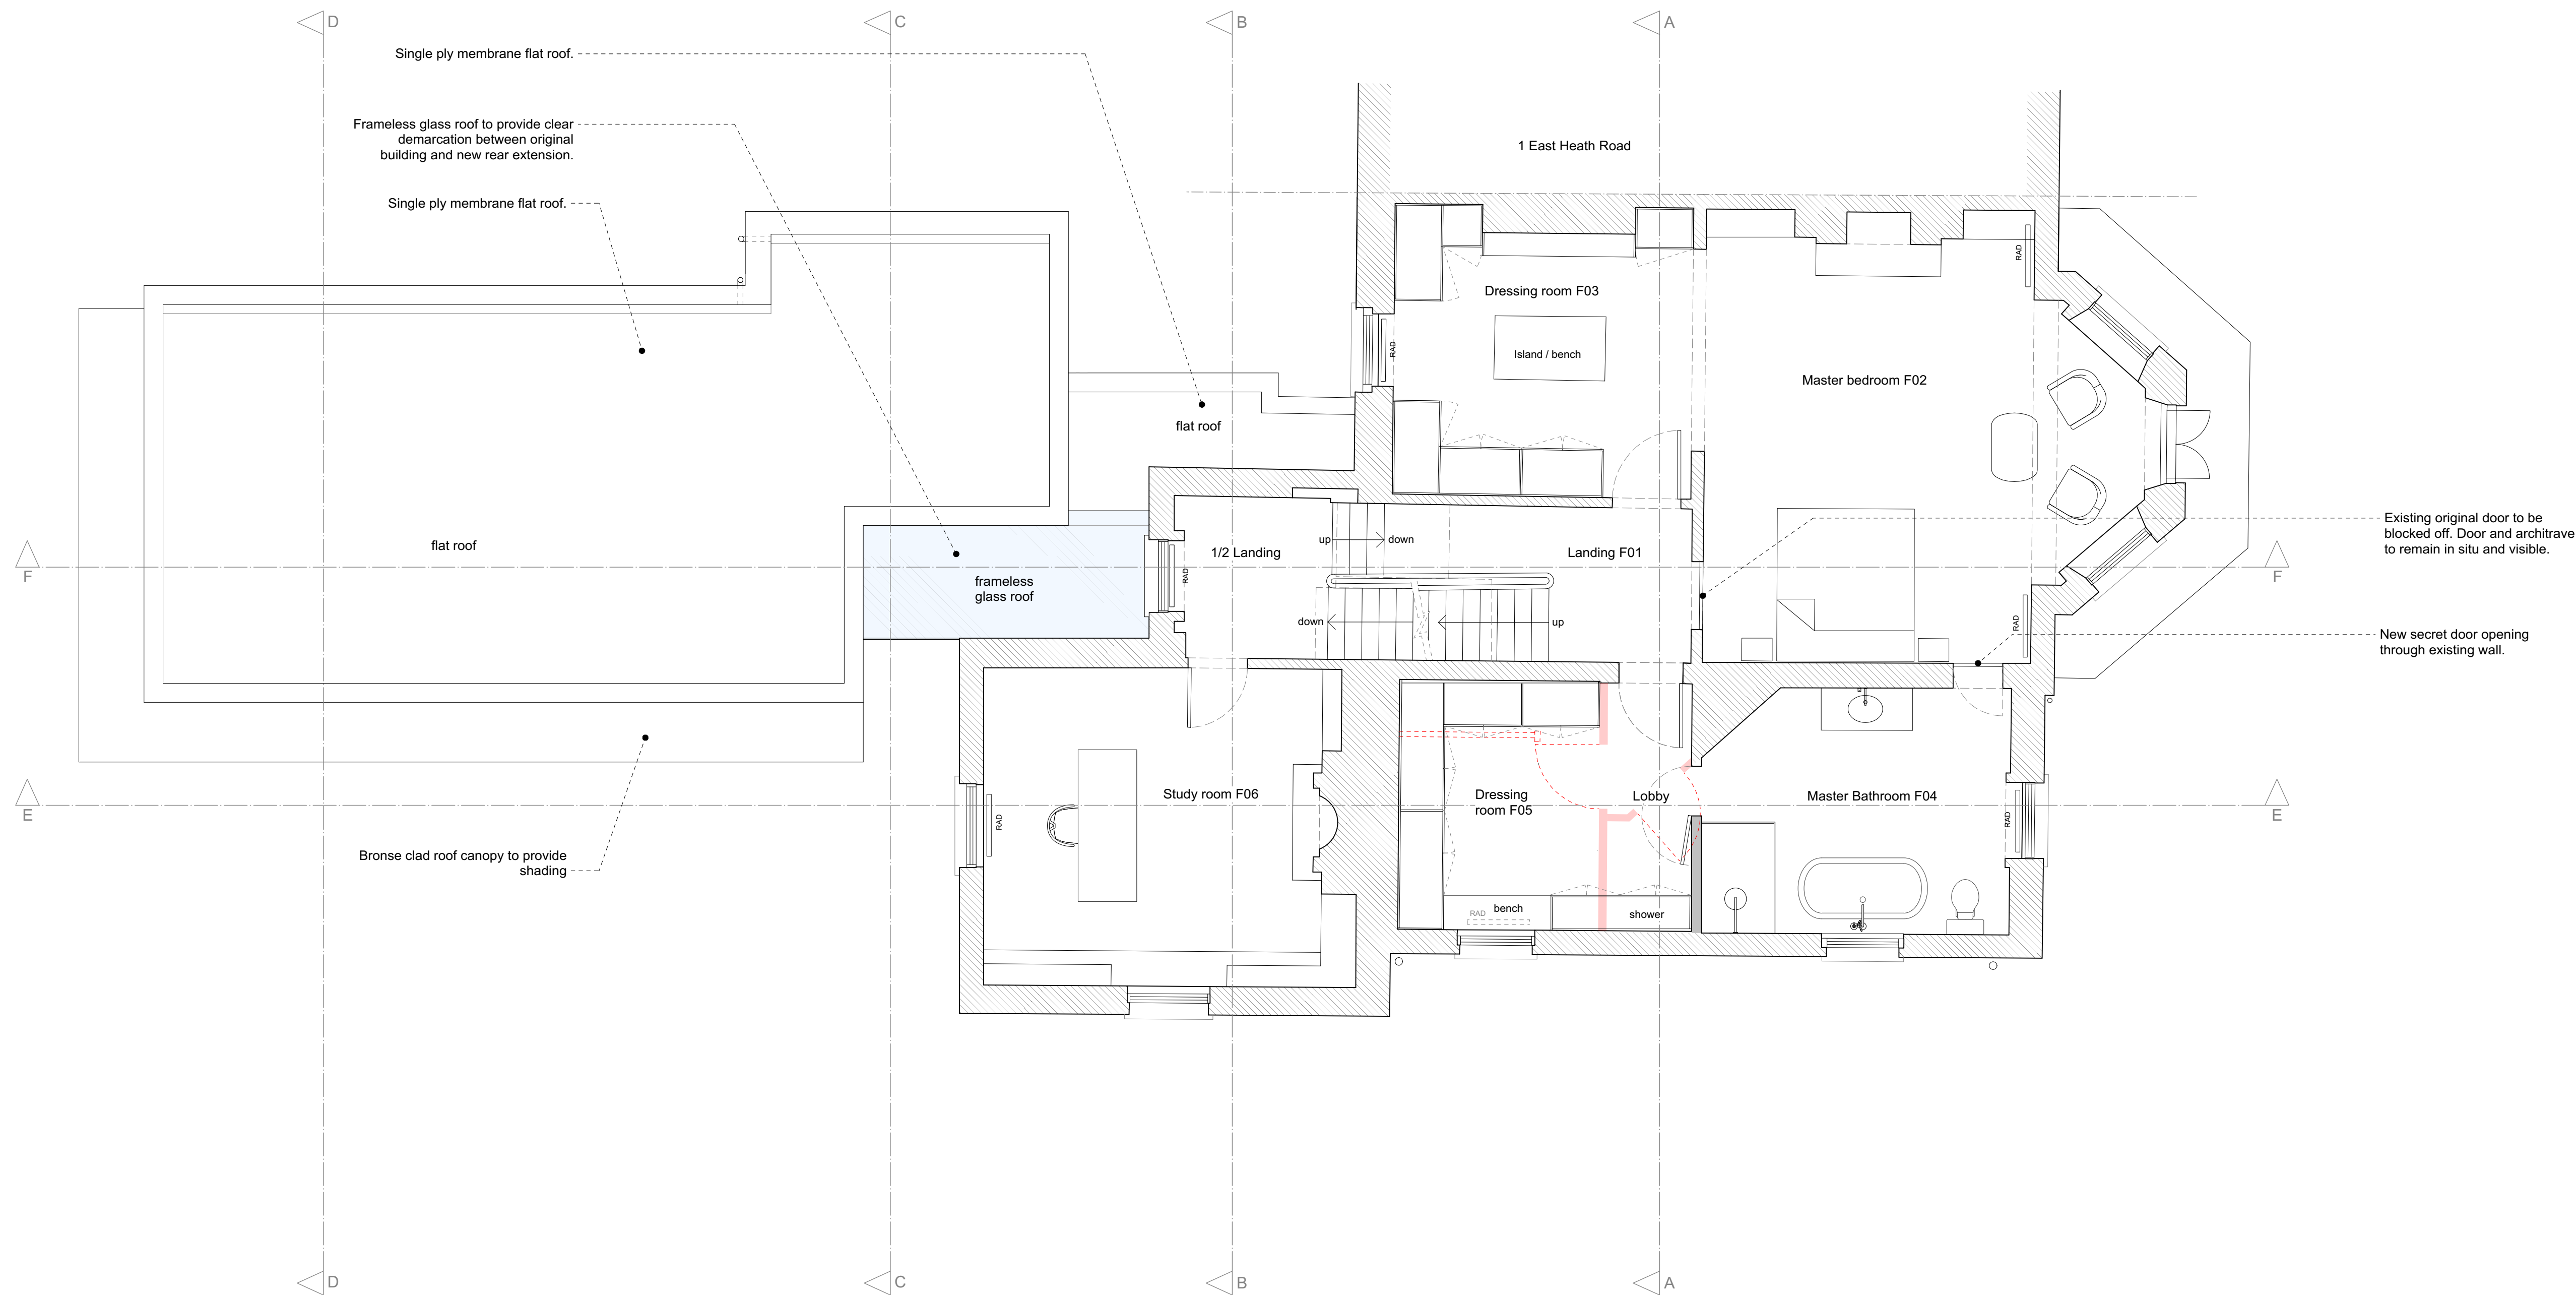 D
C
B
A
Single ply membrane flat roof.
Frameless glass roof to provide clear
demarcation between original
building and new rear extension.
Single ply membrane flat roof.
1 East Heath Road
RAD
Dressing room F03
RAD
Island / bench
Master bedroom F02
flat roof
flat roof
frameless
glass roof
RAD
1/2 Landing
up
down
Landing F01
down
up
RAD
Existing original door to be
blocked off. Door and architrave
to remain in situ and visible.
New secret door opening
through existing wall.
F
F
Study room F06
RAD
Dressing
room F05
Lobby
Master Bathroom F04
RAD
E
E
Bronse clad roof canopy to provide
shading
RAD
bench
shower
D
C
B
A